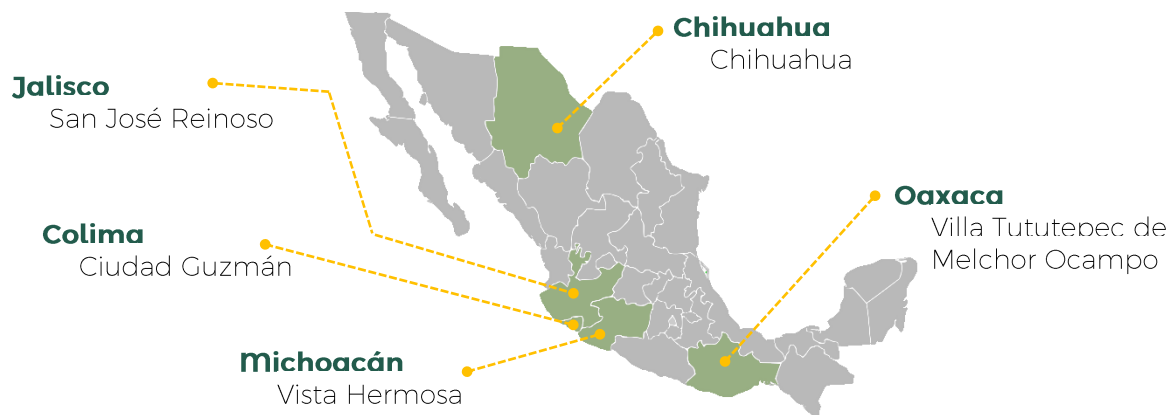 Chihuahua
Chihuahua
Jalisco
San José Reinoso
Oaxaca
Villa Tututepec de
Melchor Ocampo
Colima
Ciudad Guzmán
Michoacán
Vista Hermosa